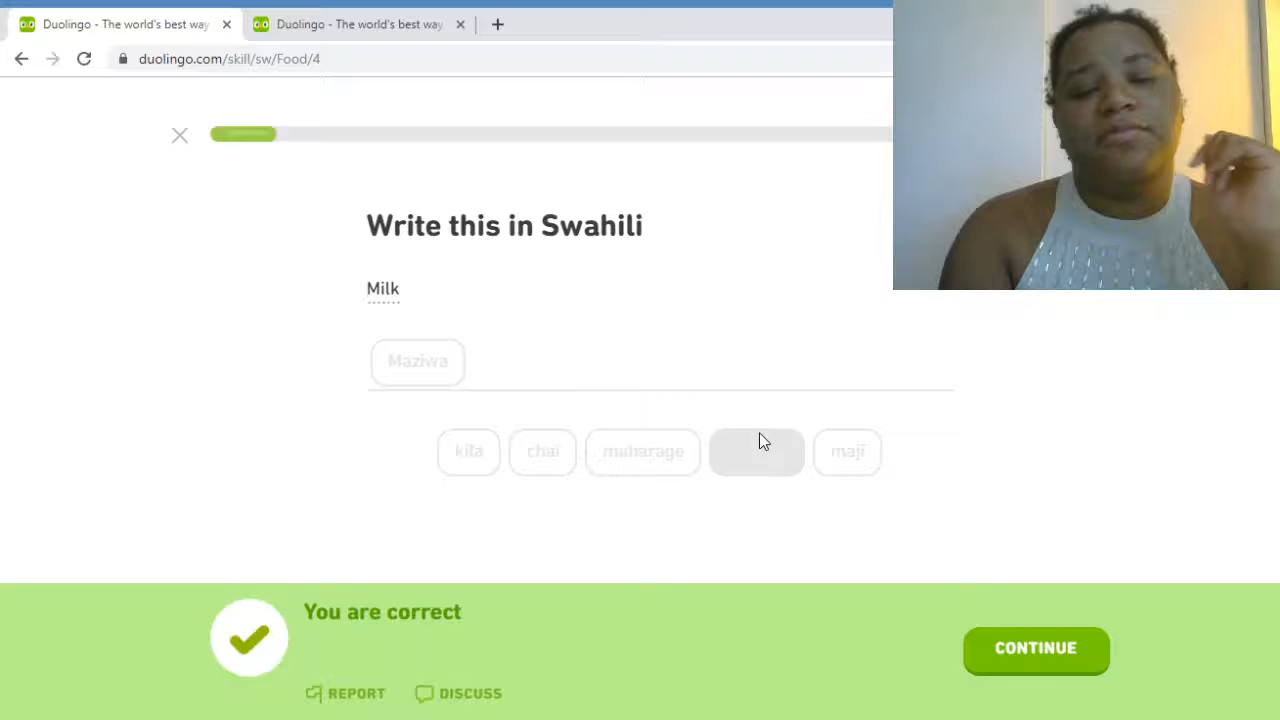 Duolingo - The world's best way
Duolingo - The world's best way
duolingo.com/skill/sw/Food/4
Write this in Swahili
Milk
Maziwa
kila chai maharage maji
You are correct
CONTINUE
REPORT DISCUSS